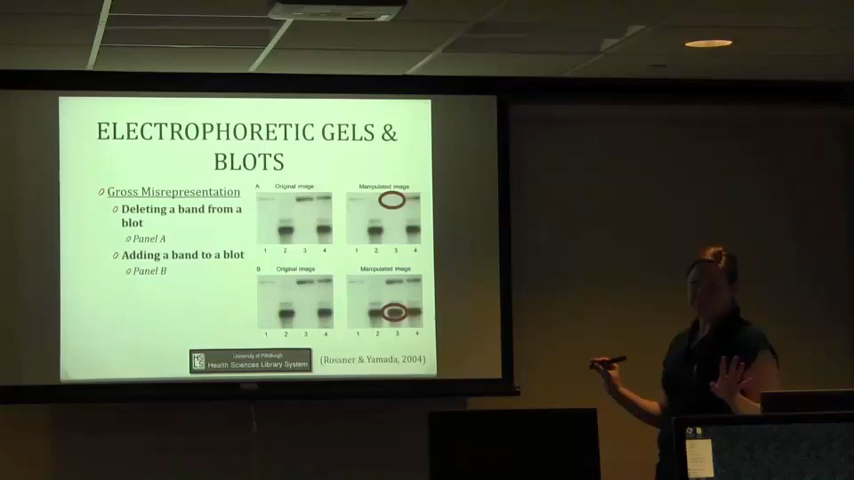 ELECTROPHORETIC GELS &
BLOTS
Gross Misrepresentation
Deleting a band from a
blot
Panel A
Adding a band to a blot
Panel B
A Original image Manipulated image
1 2 3 4 1 2 3 4
B Original image Manipulated image
1 2 3 4 1 2 3 4
University of Pittsburgh
Health Sciences Library System
(Rossner & Yamada, 2004)